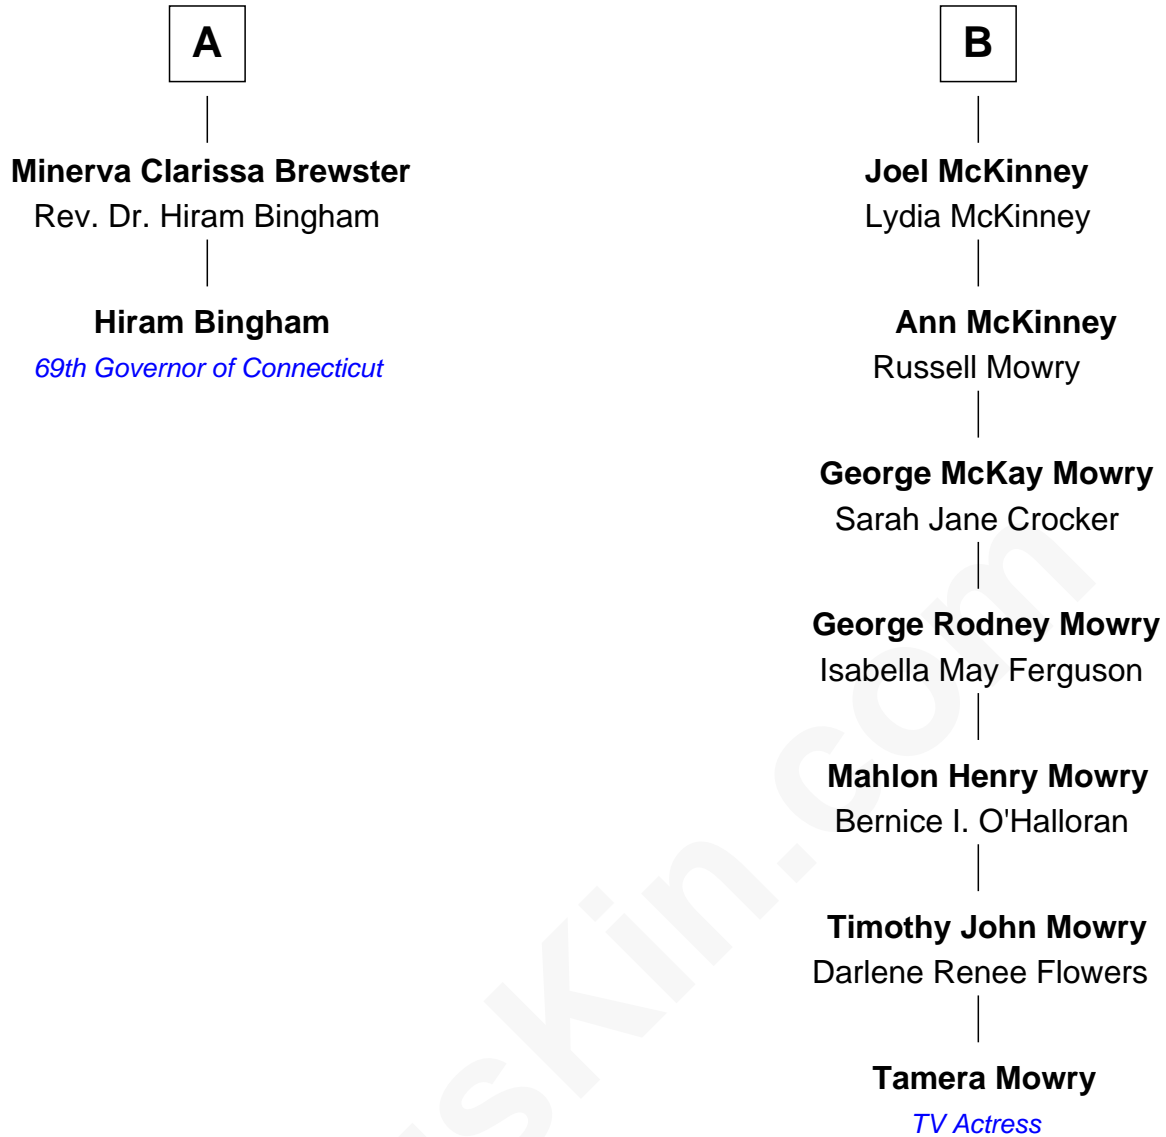 A
Minerva Clarissa Brewster
Rev. Dr. Hiram Bingham
Hiram Bingham
69th Governor of Connecticut
B
Joel McKinney
Lydia McKinney
Ann McKinney
Russell Mowry
George McKay Mowry
Sarah Jane Crocker
George Rodney Mowry
Isabella May Ferguson
Mahlon Henry Mowry
Bernice I. O'Halloran
Timothy John Mowry
Darlene Renee Flowers
Tamera Mowry
TV Actress
sKin.com